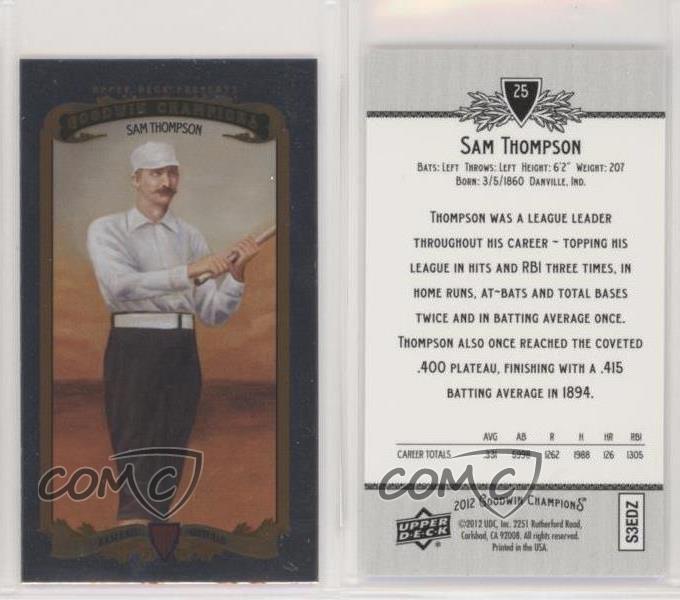 UPPER DECK PRESENTS
GOODWIN CHAMPIONS
SAM THOMPSON
COMC
25
SAM THOMPSON
BATS: LEFT THROWS: LEFT HEIGHT: 6'2" WEIGHT: 207
BORN: 3/5/1860 DANVILLE, IND.
THOMPSON WAS A LEAGUE LEADER
THROUGHOUT HIS CAREER - TOPPING HIS
LEAGUE IN HITS AND RBI THREE TIMES, IN
HOME RUNS, AT-BATS AND TOTAL BASES
TWICE AND IN BATTING AVERAGE ONCE.
THOMPSON ALSO ONCE REACHED THE COVETED
.400 PLATEAU, FINISHING WITH A .415
BATTING AVERAGE IN 1894.
AVG AB R H HR RBI
CAREER TOTALS .331 5998 1262 1988 126 1305
COMC
2012 GOODWIN CHAMPIONS
UPPER DECK
©2012 UDC, Inc. 2251 Rutherford Road,
Carlsbad, CA 92008. All rights reserved.
Printed in the USA.
S3EDZ